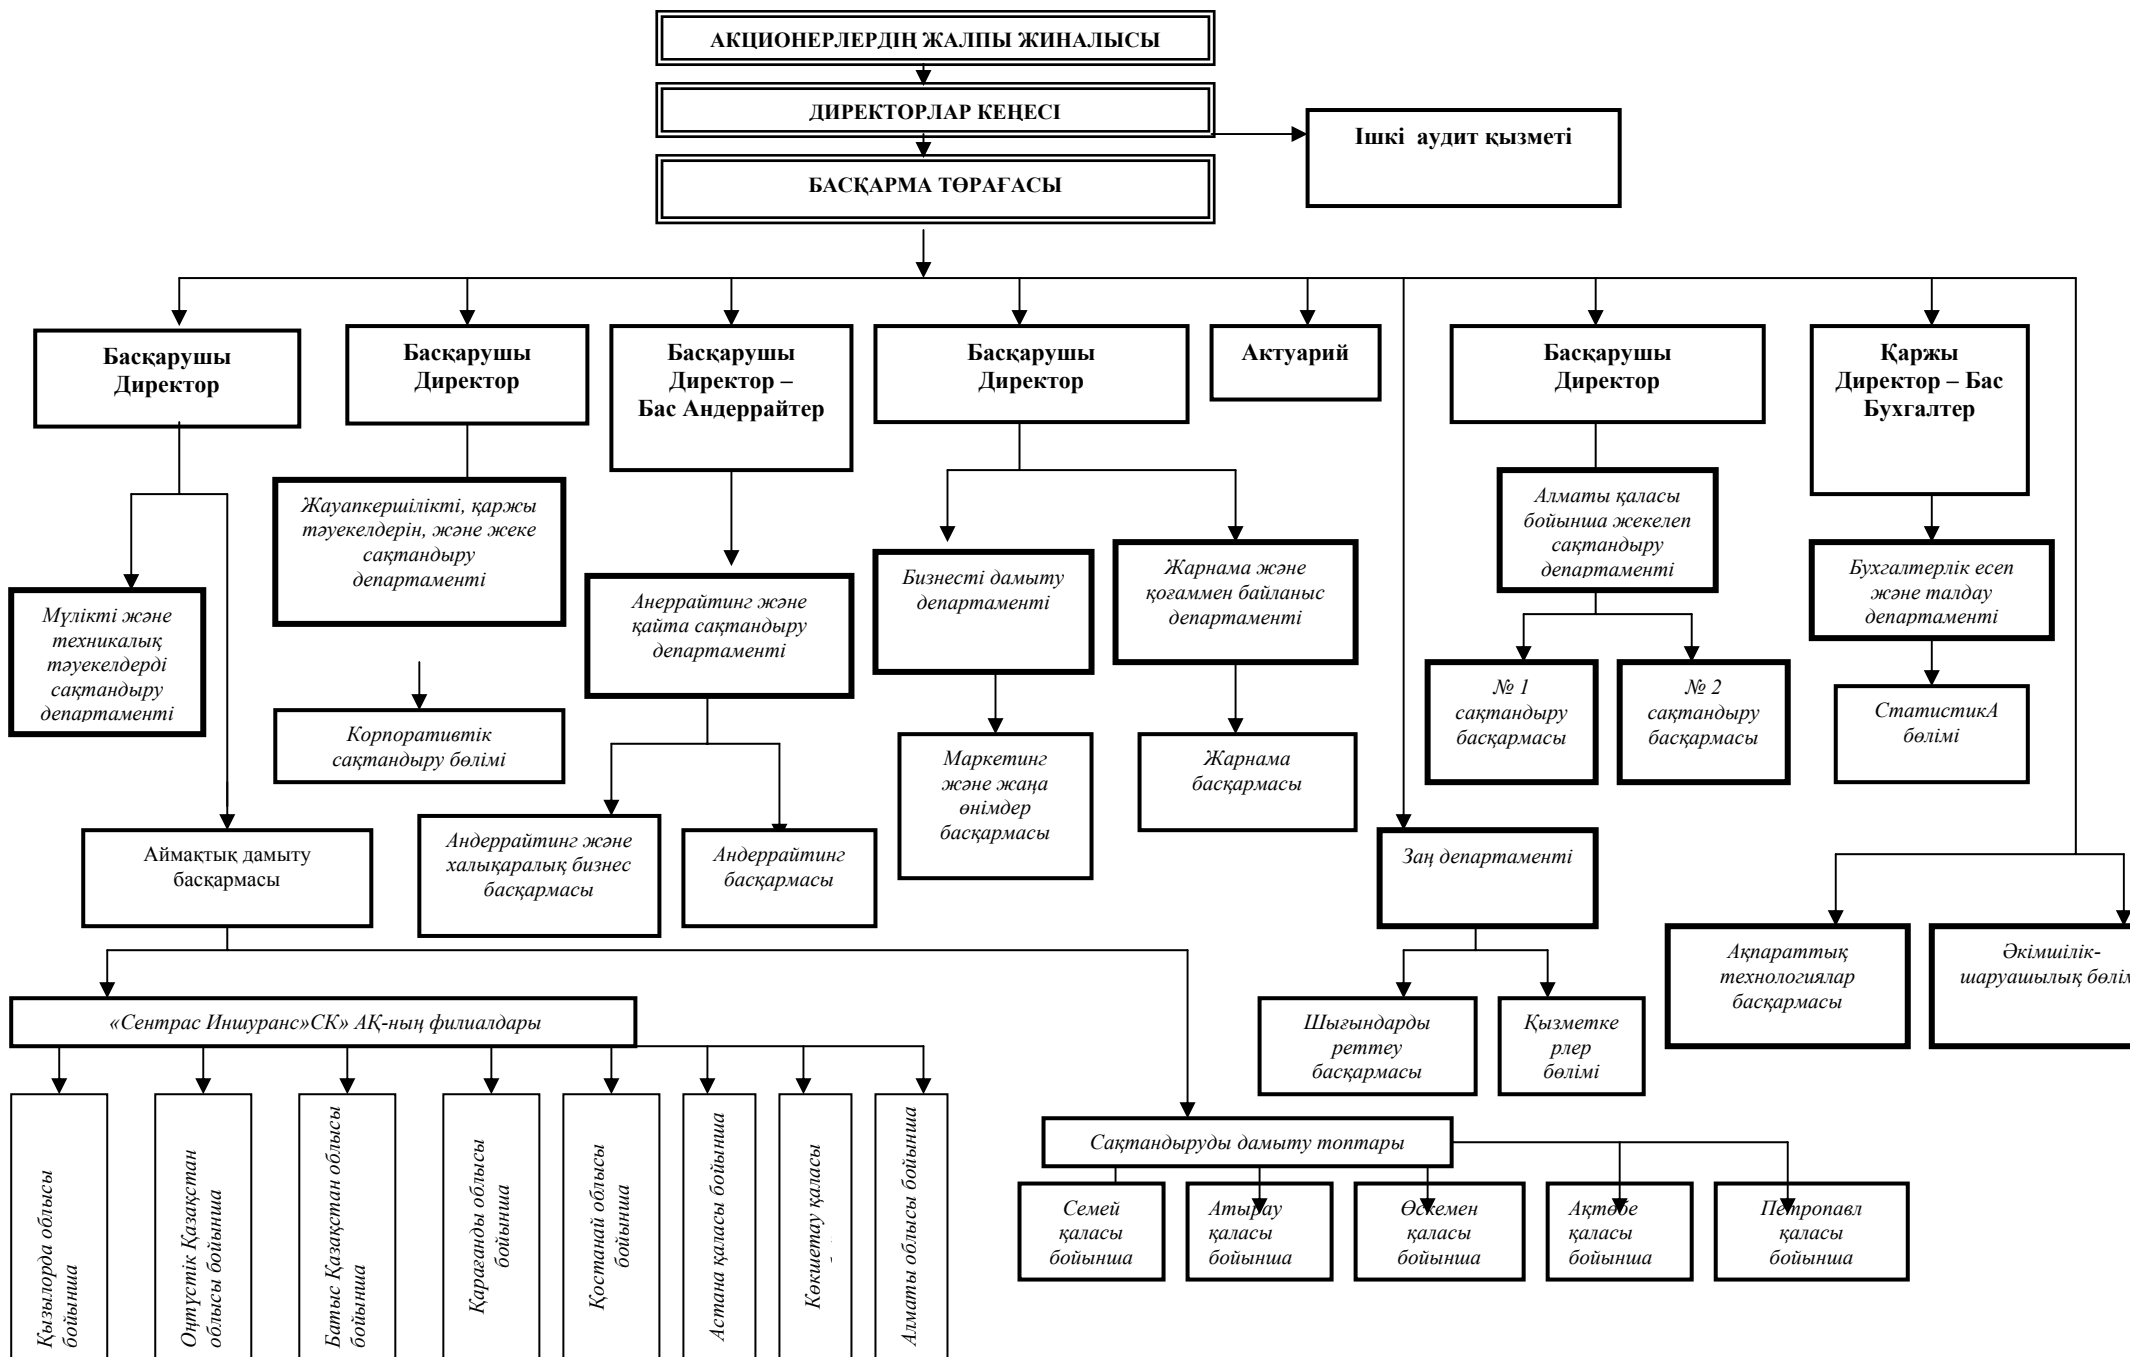 АКЦИОНЕРЛЕРДІҢ ЖАЛПЫ ЖИНАЛЫСЫ
ДИРЕКТОРЛАР КЕҢЕСІ
Ішкі аудит қызметі
БАСҚАРМА ТӨРАҒАСЫ
Басқарушы
Директор
Басқарушы
Директор
Басқарушы
Директор –
Бас Андеррайтер
Басқарушы
Директор
Актуарий
Басқарушы
Директор
Қаржы
Директор – Бас
Бухгалтер
Жауапкершілікті, қаржы
тәуекелдерін, және жеке
сақтандыру
департаменті
Алматы қаласы
бойынша жекелеп
сақтандыру
департаменті
Мүлікті және
техникалық
тәуекелдерді
сақтандыру
департаменті
Анеррайтинг және
қайта сақтандыру
департаменті
Бизнесті дамыту
департаменті
Жарнама және
қоғаммен байланыс
департаменті
Бухгалтерлік есеп
және талдау
департаменті
№ 1
сақтандыру
басқармасы
№ 2
сақтандыру
басқармасы
СтатистикА
бөлімі
Корпоративтік
сақтандыру бөлімі
Маркетинг
және жаңа
өнімдер
басқармасы
Жарнама
басқармасы
Аймақтық дамыту
басқармасы
Андеррайтинг және
халықаралық бизнес
басқармасы
Андеррайтинг
басқармасы
Заң департаменті
Ақпараттық
технологиялар
басқармасы
Әкімшілік-
шаруашылық бөлім
«Сентрас Иншуранс»СК» АҚ-ның филиалдары
Шығындарды
реттеу
басқармасы
Қызметке
рлер
бөлімі
Қызылорда облысы
бойынша
Оңтүстік Қазақстан
облысы бойынша
Батыс Қазақстан облысы
бойынша
Қарағанды облысы
бойынша
Қостанай облысы
бойынша
Астана қаласы бойынша
Көкшетау қаласы
Алматы облысы бойынша
Сақтандыруды дамыту топтары
Семей
қаласы
бойынша
Атырау
қаласы
бойынша
Өскемен
қаласы
бойынша
Ақтөбе
қаласы
бойынша
Петропавл
қаласы
бойынша